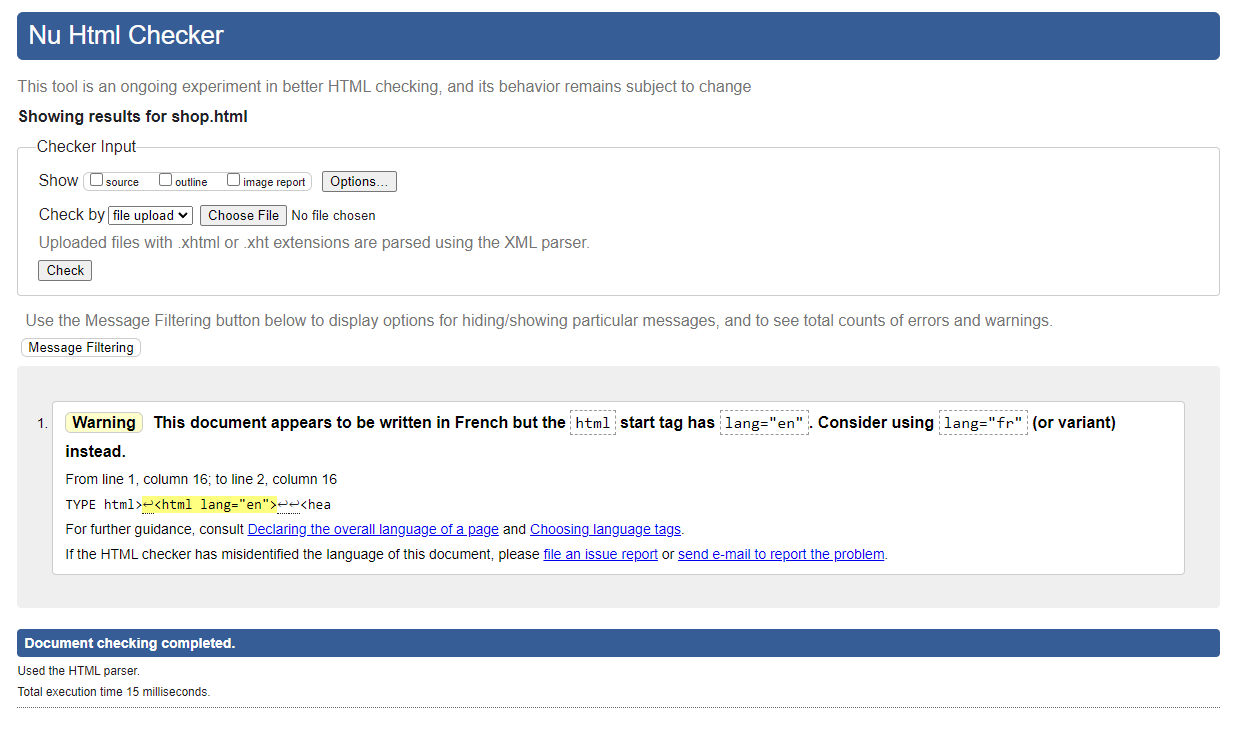 Nu Html Checker
This tool is an ongoing experiment in better HTML checking, and its behavior remains subject to change
Showing results for shop.html
Checker Input
Show source outline image report Options...
Check by file upload Choose File No file chosen
Uploaded files with .xhtml or .xht extensions are parsed using the XML parser.
Check
Use the Message Filtering button below to display options for hiding/showing particular messages, and to see total counts of errors and warnings.
Message Filtering
1. Warning This document appears to be written in French but the html start tag has lang="en". Consider using lang="fr" (or variant)
instead.
From line 1, column 16; to line 2, column 16
TYPE html>↩<html lang="en">↩↩<hea
For further guidance, consult Declaring the overall language of a page and Choosing language tags.
If the HTML checker has misidentified the language of this document, please file an issue report or send e-mail to report the problem.
Document checking completed.
Used the HTML parser.
Total execution time 15 milliseconds.